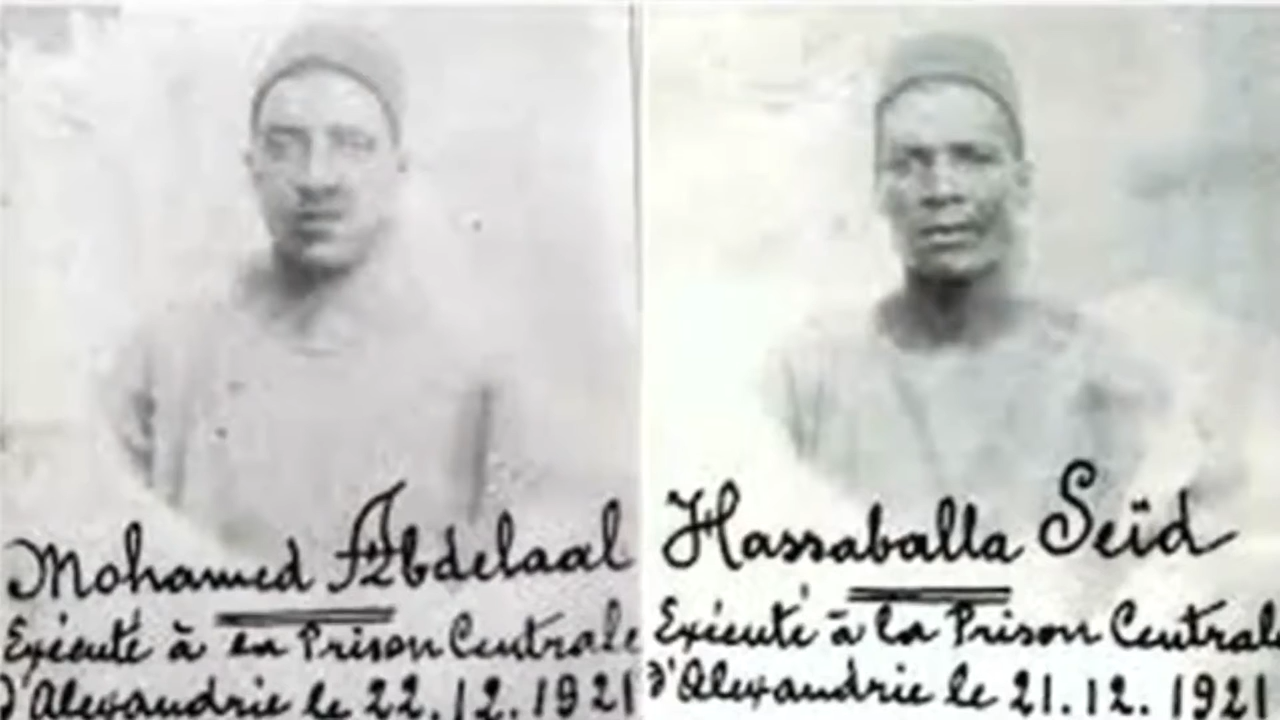 Mohamed Abdelaal
Exécuté à la Prison Centrale
d'Alexandrie le 22.12.1921
Hassaballa Seïd
Exécuté à la Prison Centrale
d'Alexandrie le 21.12.1921